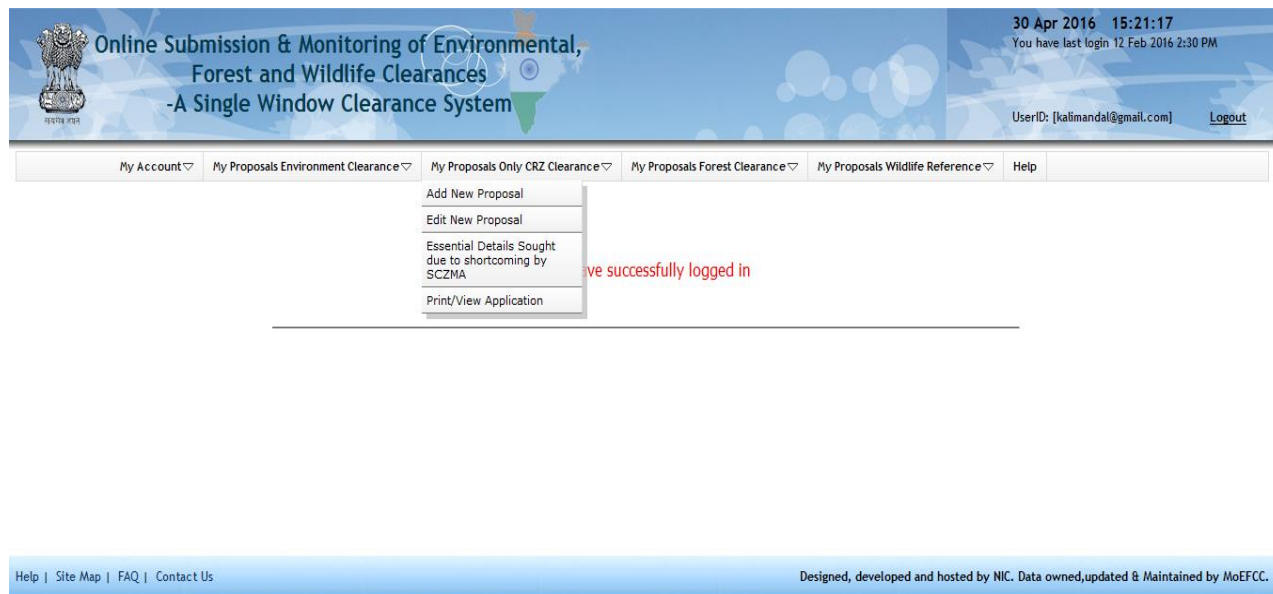 Online Submission & Monitoring of Environmental,
Forest and Wildlife Clearances
-A Single Window Clearance System
30 Apr 2016 15:21:17
You have last login 12 Feb 2016 2:30 PM
UserID: [kalimandal@gmail.com] Logout
My Account My Proposals Environment Clearance My Proposals Only CRZ Clearance My Proposals Forest Clearance My Proposals Wildlife Reference Help
Add New Proposal
Edit New Proposal
Essential Details Sought
due to shortcoming by
SCZMA
ve successfully logged in
Print/View Application
Help | Site Map | FAQ | Contact Us
Designed, developed and hosted by NIC. Data owned,updated & Maintained by MoEFCC.